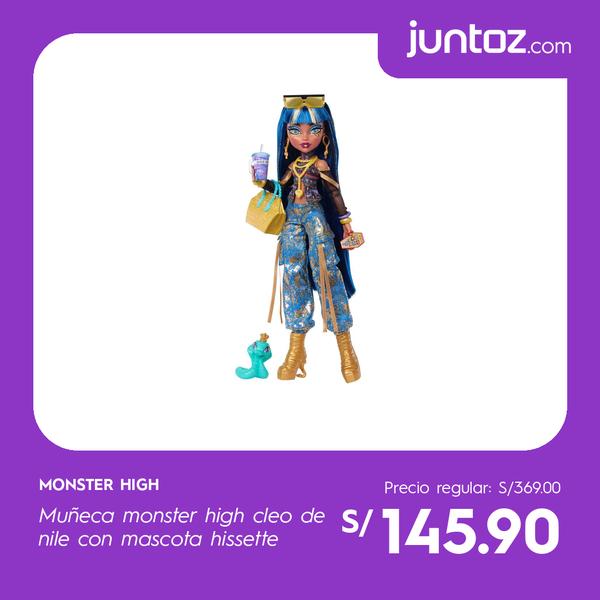 juntoz.com
MONSTER HIGH
Muñeca monster high cleo de
nile con mascota hissette
Precio regular: S/369.00
S/145.90